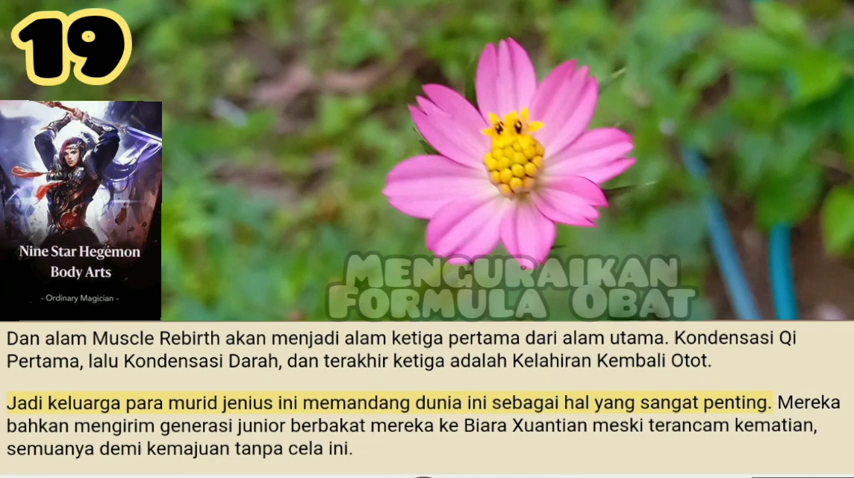 19
Nine Star Hegemon
Body Arts
- Ordinary Magician -
MENGURAIKAN
FORMULA OBAT
Dan alam Muscle Rebirth akan menjadi alam ketiga pertama dari alam utama. Kondensasi Qi
Pertama, lalu Kondensasi Darah, dan terakhir ketiga adalah Kelahiran Kembali Otot.
Jadi keluarga para murid jenius ini memandang dunia ini sebagai hal yang sangat penting. Mereka
bahkan mengirim generasi junior berbakat mereka ke Biara Xuantian meski terancam kematian,
semuanya demi kemajuan tanpa cela ini.